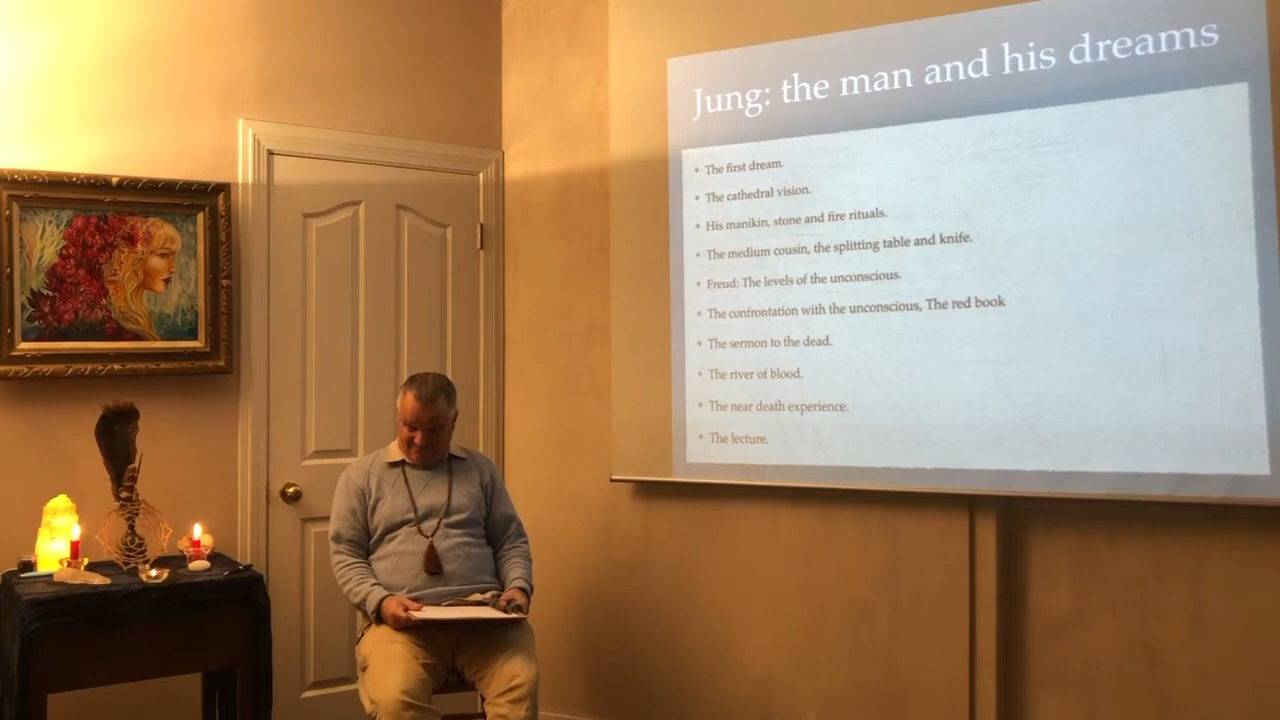 Jung: the man and his dreams
• The first dream.
• The cathedral vision.
• His manikin, stone and fire rituals.
• The medium cousin, the splitting table and knife.
• Freud: The levels of the unconscious.
• The confrontation with the unconscious, The red book
• The sermon to the dead.
• The river of blood.
• The near death experience.
• The lecture.